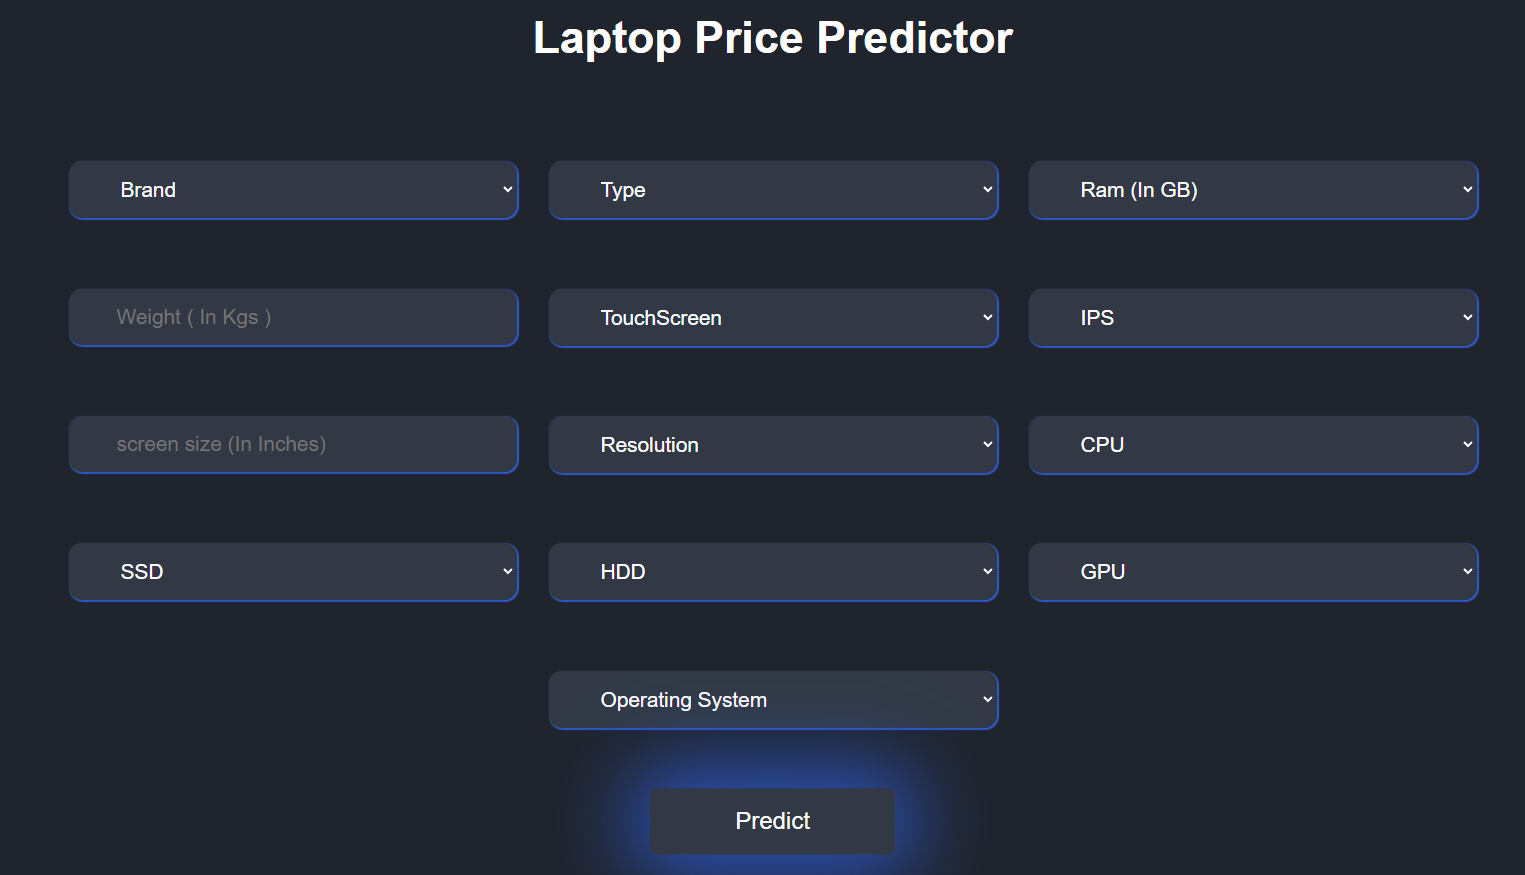 Laptop Price Predictor
Brand
Type
Ram (In GB)
Weight ( In Kgs )
TouchScreen
IPS
screen size (In Inches)
Resolution
CPU
SSD
HDD
GPU
Operating System
Predict